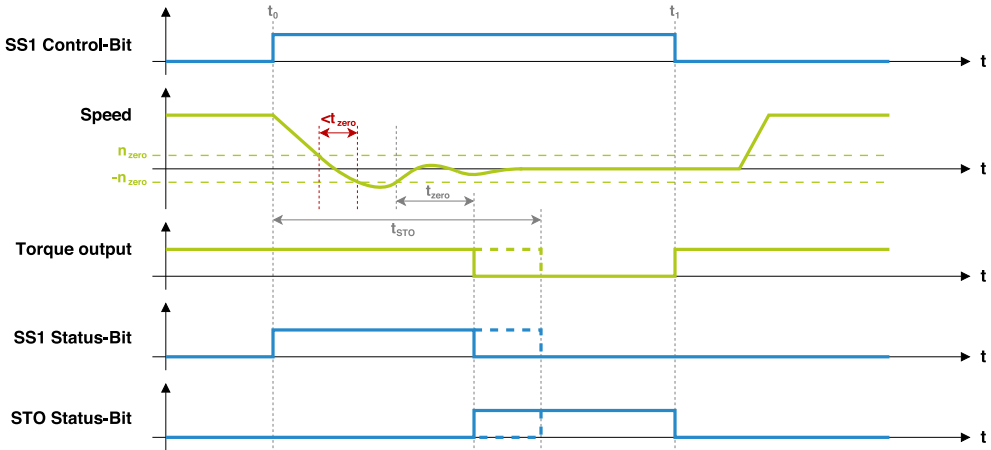 t0 t1
SS1 Control-Bit
t
Speed
<tzero
nzero
t
-nzero
tzero
tSTO
Torque output
t
SS1 Status-Bit
t
STO Status-Bit
t